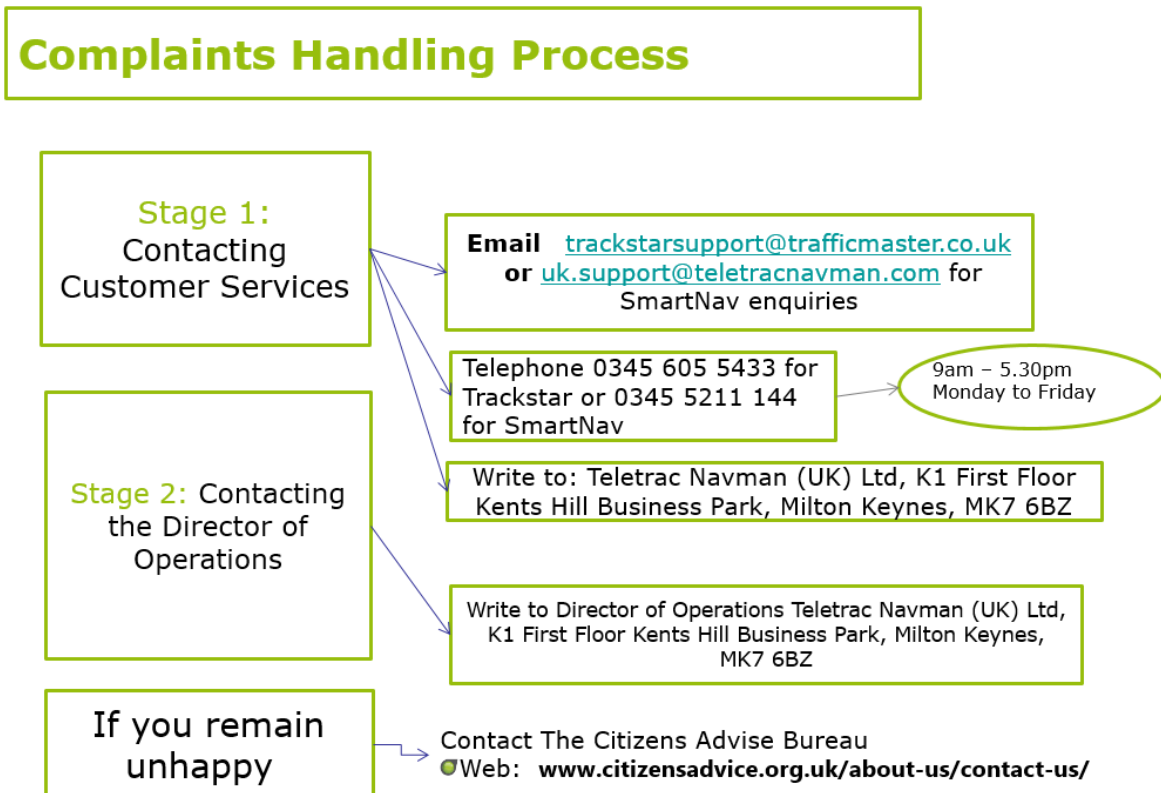 Complaints Handling Process
Stage 1:
Contacting
Customer Services
Email trackstarsupport@trafficmaster.co.uk
or uk.support@teletracnavman.com for
SmartNav enquiries
Telephone 0345 605 5433 for
Trackstar or 0345 5211 144
for SmartNav
9am – 5.30pm
Monday to Friday
Write to: Teletrac Navman (UK) Ltd, K1 First Floor
Kents Hill Business Park, Milton Keynes, MK7 6BZ
Stage 2: Contacting
the Director of
Operations
Write to Director of Operations Teletrac Navman (UK) Ltd,
K1 First Floor Kents Hill Business Park, Milton Keynes,
MK7 6BZ
If you remain
unhappy
Contact The Citizens Advise Bureau
Web: www.citizensadvice.org.uk/about-us/contact-us/